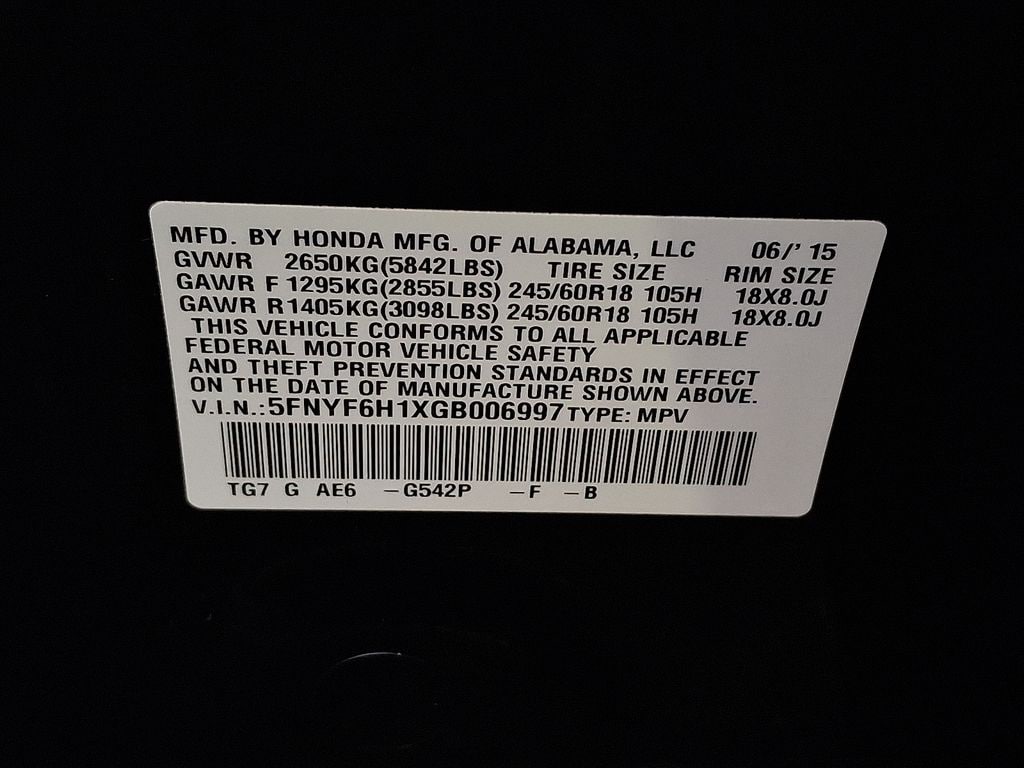 MFD. BY HONDA MFG. OF ALABAMA, LLC 06/' 15
GVWR 2650KG(5842LBS) TIRE SIZE RIM SIZE
GAWR F 1295KG(2855LBS) 245/60R18 105H 18X8.0J
GAWR R1405KG(3098LBS) 245/60R18 105H 18X8.0J
THIS VEHICLE CONFORMS TO ALL APPLICABLE
FEDERAL MOTOR VEHICLE SAFETY
AND THEFT PREVENTION STANDARDS IN EFFECT
ON THE DATE OF MANUFACTURE SHOWN ABOVE.
V.I.N.:5FNYF6H1XGB006997 TYPE: MPV
TG7 G AE6 -G542P -F -B